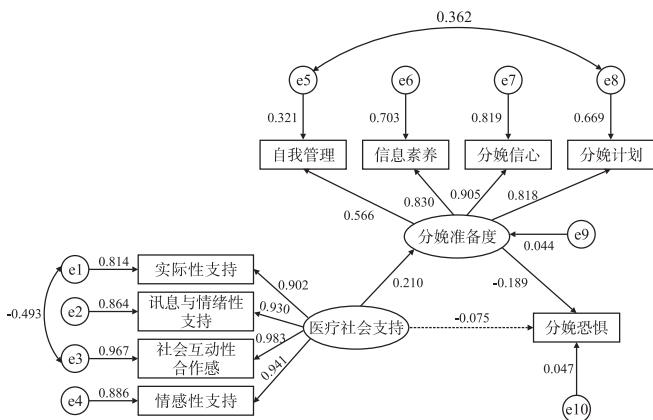 0.362
e5
e6
e7
e8
0.321
0.703
0.819
0.669
自我管理
信息素养
分娩信心
分娩计划
0.566
0.830
0.905
0.818
分娩准备度
0.044
e9
e1
0.814
实际性支持
0.902
0.210
-0.189
e2
0.864
讯息与情绪性
支持
0.930
-0.493
医疗社会支持
-0.075
分娩恐惧
e3
0.967
社会互动性
合作感
0.983
e4
0.886
情感性支持
0.941
0.047
e10